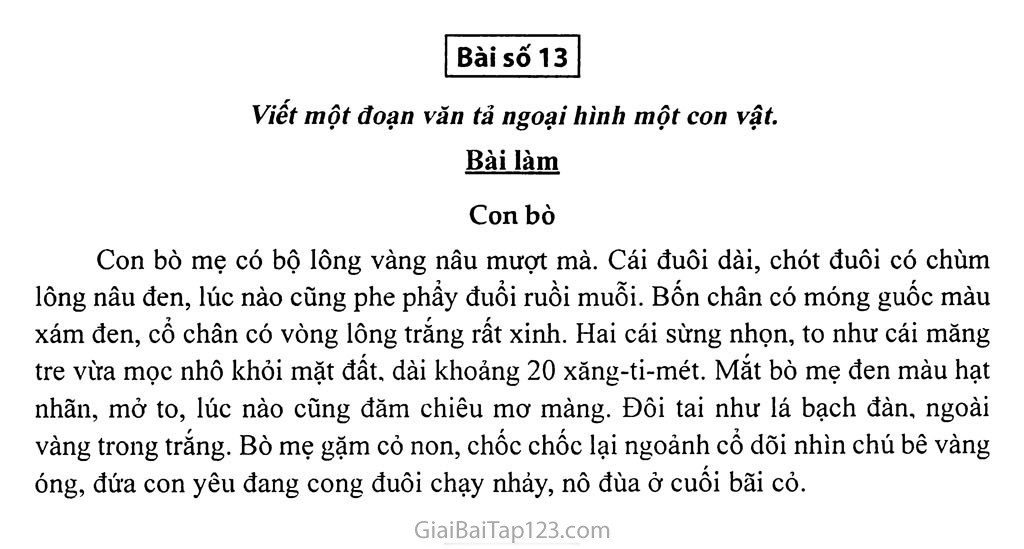 Bài số 13
Viết một đoạn văn tả ngoại hình một con vật.
Bài làm
Con bò
Con bò mẹ có bộ lông vàng nâu mượt mà. Cái đuôi dài, chót đuôi có chùm
lông nâu đen, lúc nào cũng phe phẩy đuổi ruồi muỗi. Bốn chân có móng guốc màu
xám đen, cổ chân có vòng lông trắng rất xinh. Hai cái sừng nhọn, to như cái măng
tre vừa mọc nhô khỏi mặt đất, dài khoảng 20 xăng-ti-mét. Mắt bò mẹ đen màu hạt
nhãn, mở to, lúc nào cũng đăm chiêu mơ màng. Đôi tai như lá bạch đàn, ngoài
vàng trong trắng. Bò mẹ gặm cỏ non, chốc chốc lại ngoảnh cổ dõi nhìn chú bê vàng
óng, đứa con yêu đang cong đuôi chạy nhảy, nô đùa ở cuối bãi cỏ.
GiaiBaiTap123.com